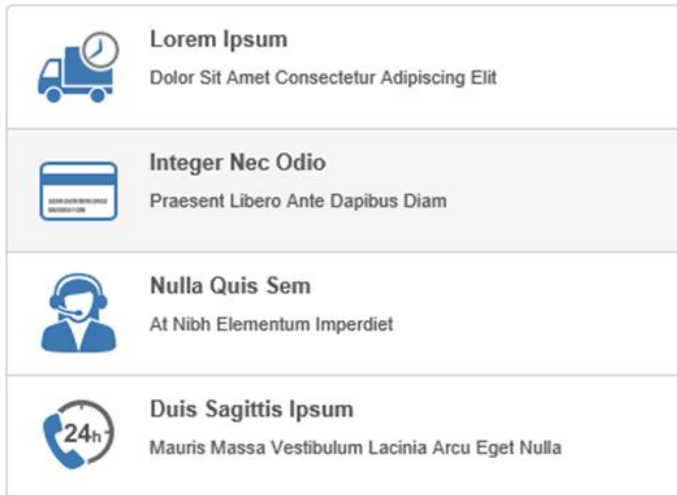 Lorem Ipsum
Dolor Sit Amet Consectetur Adipiscing Elit
Integer Nec Odio
Praesent Libero Ante Dapibus Diam
Nulla Quis Sem
At Nibh Elementum Imperdiet
24h
Duis Sagittis Ipsum
Mauris Massa Vestibulum Lacinia Arcu Eget Nulla